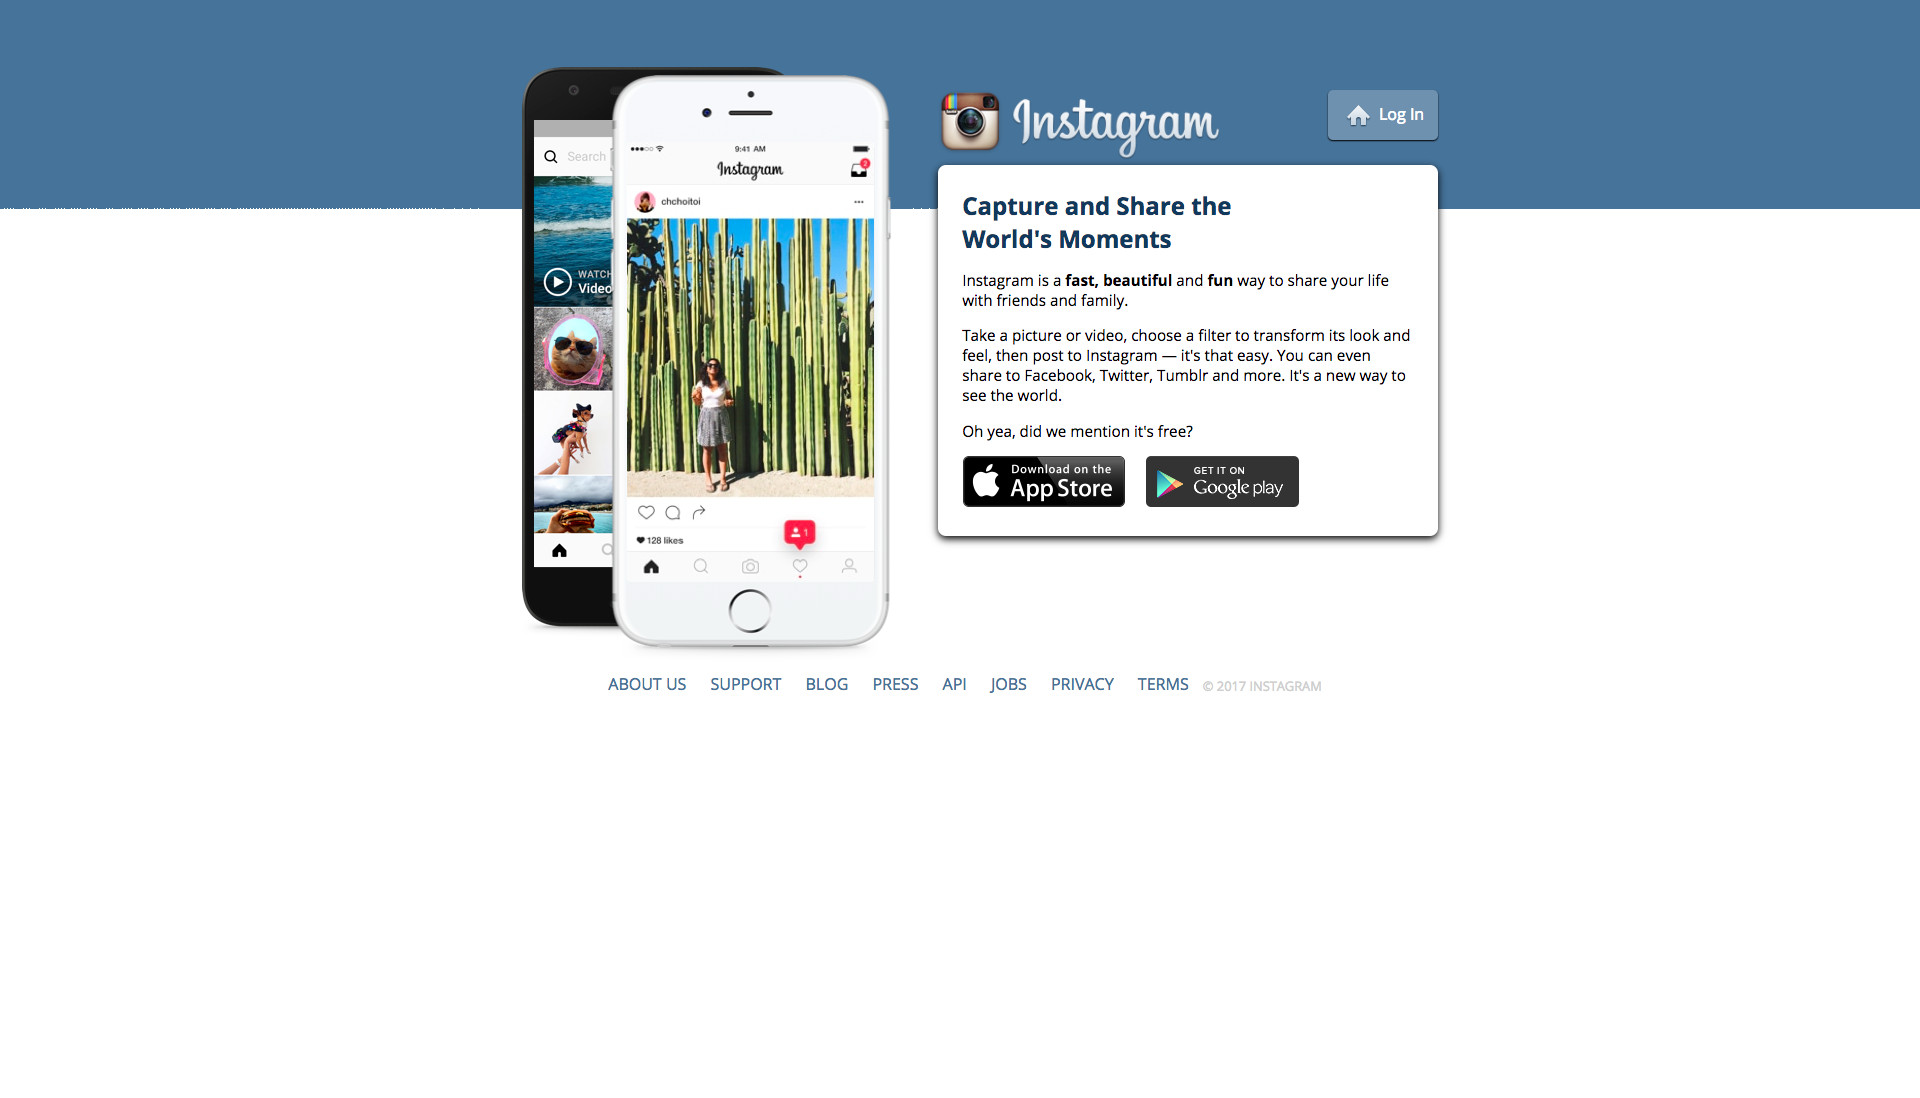 Instagram
Log In
Search
WATCH
Video
9:41 AM
Instagram
2
chchoitoi
128 likes
1
Capture and Share the
World's Moments
Instagram is a fast, beautiful and fun way to share your life
with friends and family.
Take a picture or video, choose a filter to transform its look and
feel, then post to Instagram — it's that easy. You can even
share to Facebook, Twitter, Tumblr and more. It's a new way to
see the world.
Oh yea, did we mention it's free?
Download on the
App Store
GET IT ON
Google play
ABOUT US SUPPORT BLOG PRESS API JOBS PRIVACY TERMS © 2017 INSTAGRAM